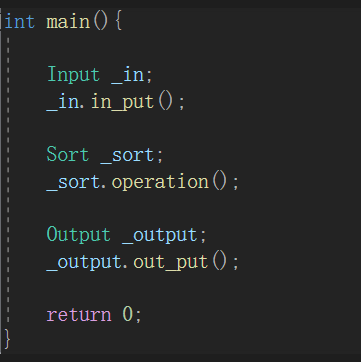 int main(){
Input _in;
_in.in_put();
Sort _sort;
_sort.operation();
Output _output;
_output.out_put();
return 0;
}